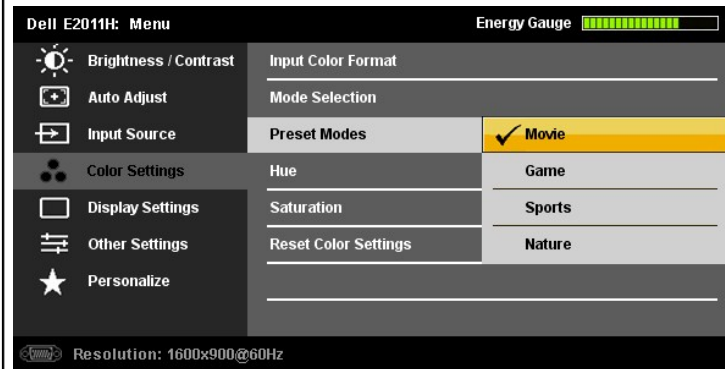 Dell E2011H: Menu
Energy Gauge
Brightness / Contrast
Auto Adjust
Input Source
Color Settings
Display Settings
Other Settings
Personalize
Input Color Format
Mode Selection
Preset Modes
Hue
Saturation
Reset Color Settings
Movie
Game
Sports
Nature
Resolution: 1600x900@60Hz